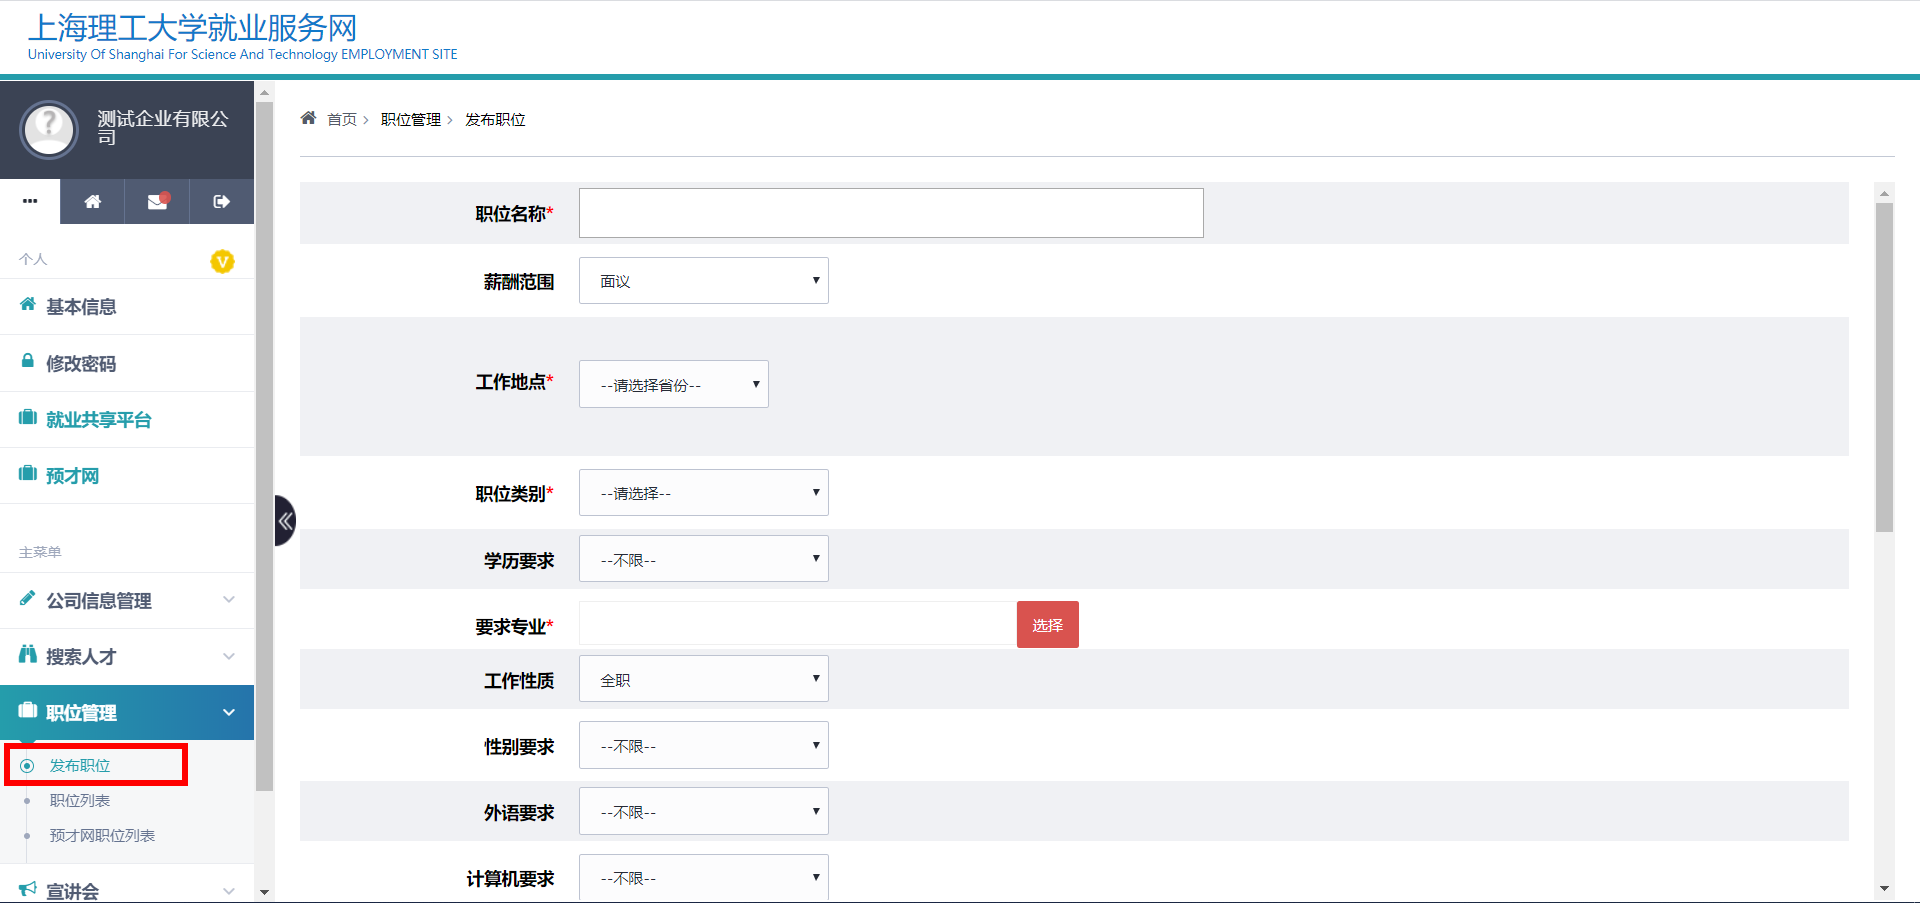 上海理工大学就业服务网
University Of Shanghai For Science And Technology EMPLOYMENT SITE
测试企业有限公
司
个人
V
基本信息
修改密码
就业共享平台
预才网
主菜单
公司信息管理
搜索人才
职位管理
发布职位
职位列表
预才网职位列表
宣讲会
首页 > 职位管理 > 发布职位
职位名称*
薪酬范围 面议
工作地点* --请选择省份--
职位类别* --请选择--
学历要求 --不限--
要求专业* 选择
工作性质 全职
性别要求 --不限--
外语要求 --不限--
计算机要求 --不限--